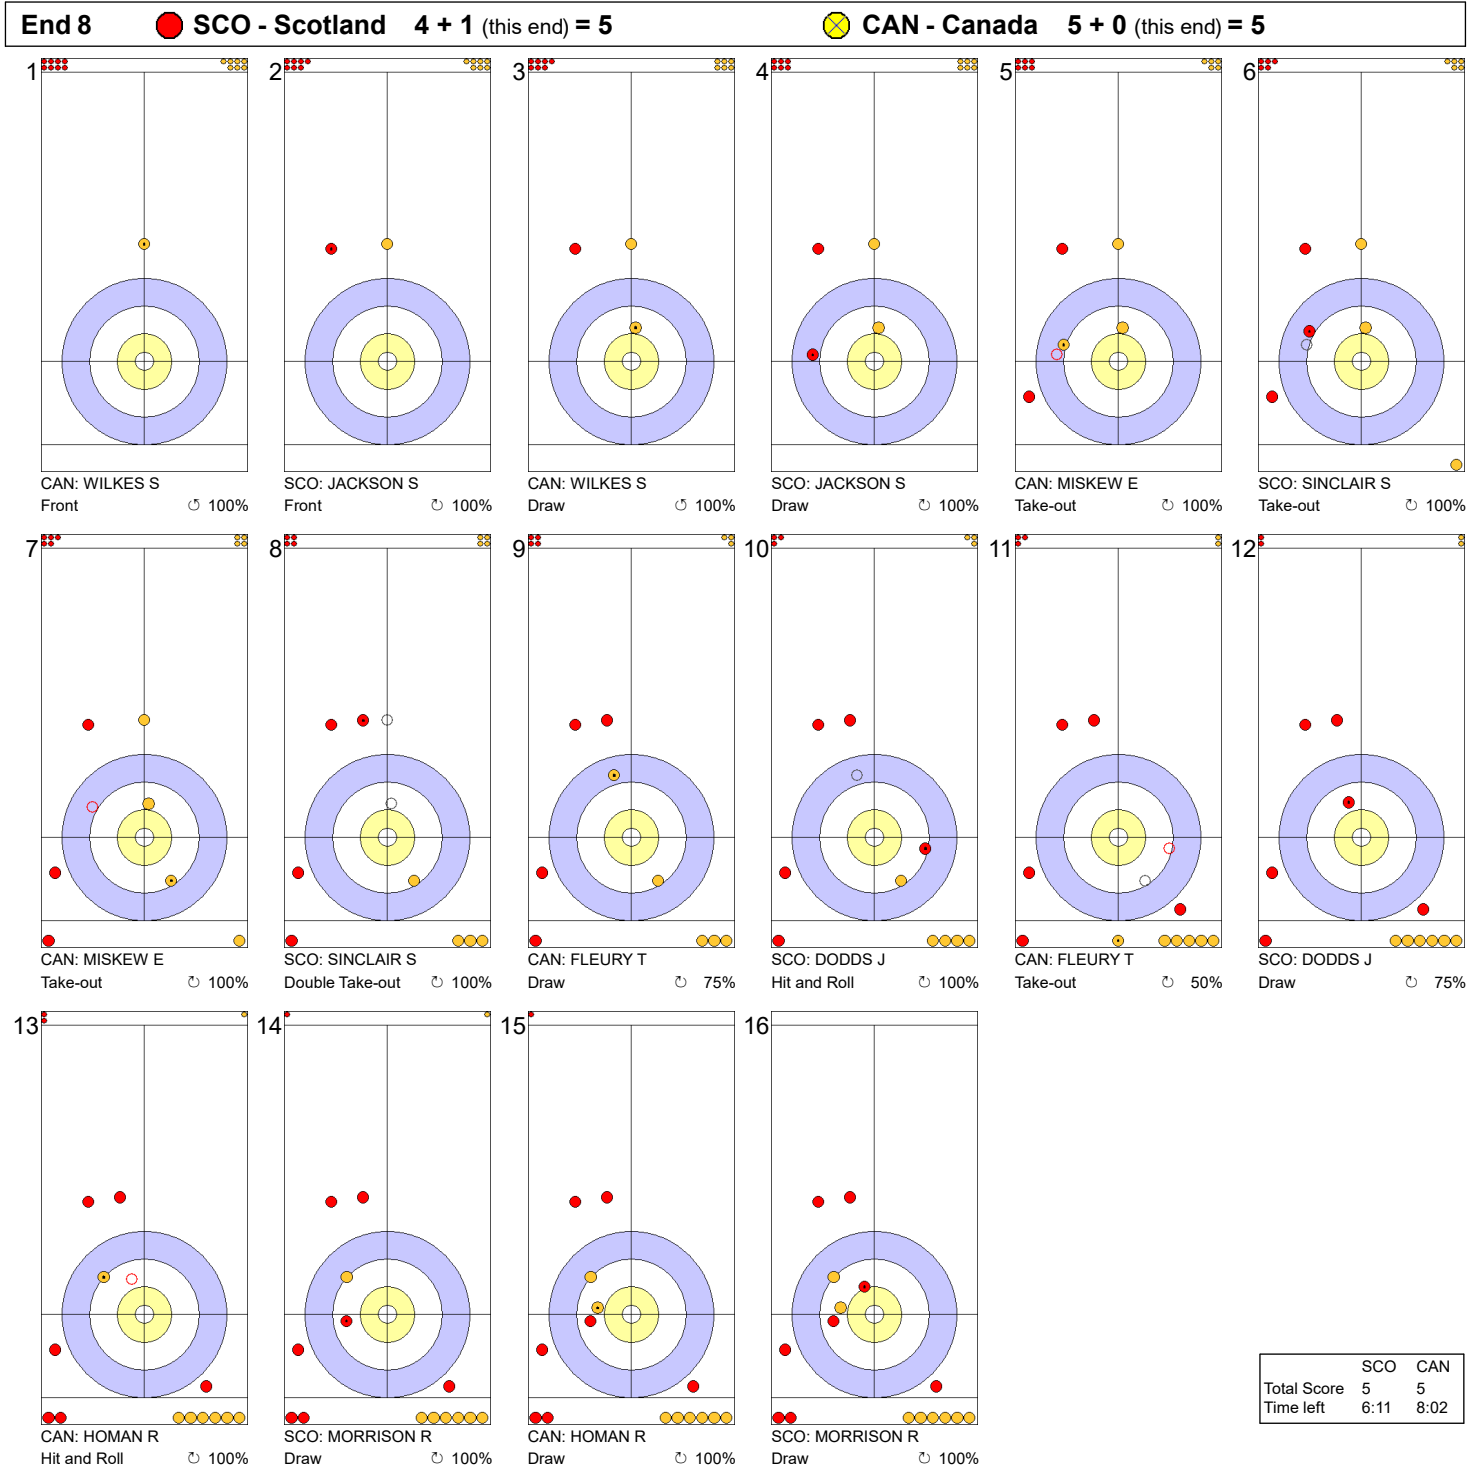 End 8 SCO - Scotland 4 + 1 (this end) = 5 CAN - Canada 5 + 0 (this end) = 5
1 2 3 4 5 6
CAN: WILKES S SCO: JACKSON S CAN: WILKES S SCO: JACKSON S CAN: MISKEW E SCO: SINCLAIR S
Front ↺ 100% Front ↻ 100% Draw ↻ 100% Draw ↺ 100% Take-out ↻ 100% Take-out ↻ 100%
7 8 9 10 11 12
CAN: MISKEW E SCO: SINCLAIR S CAN: FLEURY T SCO: DODDS J CAN: FLEURY T SCO: DODDS J
Take-out ↻ 100% Double Take-out ↻ 100% Draw ↻ 75% Hit and Roll ↻ 100% Take-out ↻ 50% Draw ↻ 75%
13 14 15 16
CAN: HOMAN R SCO: MORRISON R CAN: HOMAN R SCO: MORRISON R
Hit and Roll ↻ 100% Draw ↻ 100% Draw ↻ 100% Draw ↻ 100%
SCO CAN
Total Score 5 5
Time left 6:11 8:02